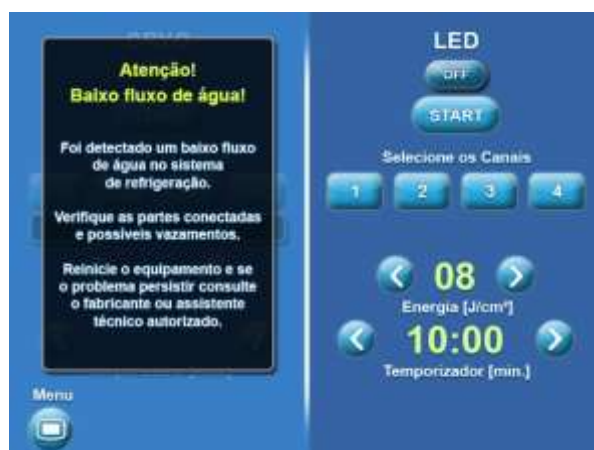 Atenção!
Baixo fluxo de água!
Foi detectado um baixo fluxo
de água no sistema
de refrigeração.
Verifique as partes conectadas
e possíveis vazamentos.
Reinicie o equipamento e se
o problema persistir consulte
o fabricante ou assistente
técnico autorizado.
Menu
LED
OFF
START
Selecione os Canais
1 2 3 4
08
Energia [J/cm²]
10:00
Temporizador [min.]